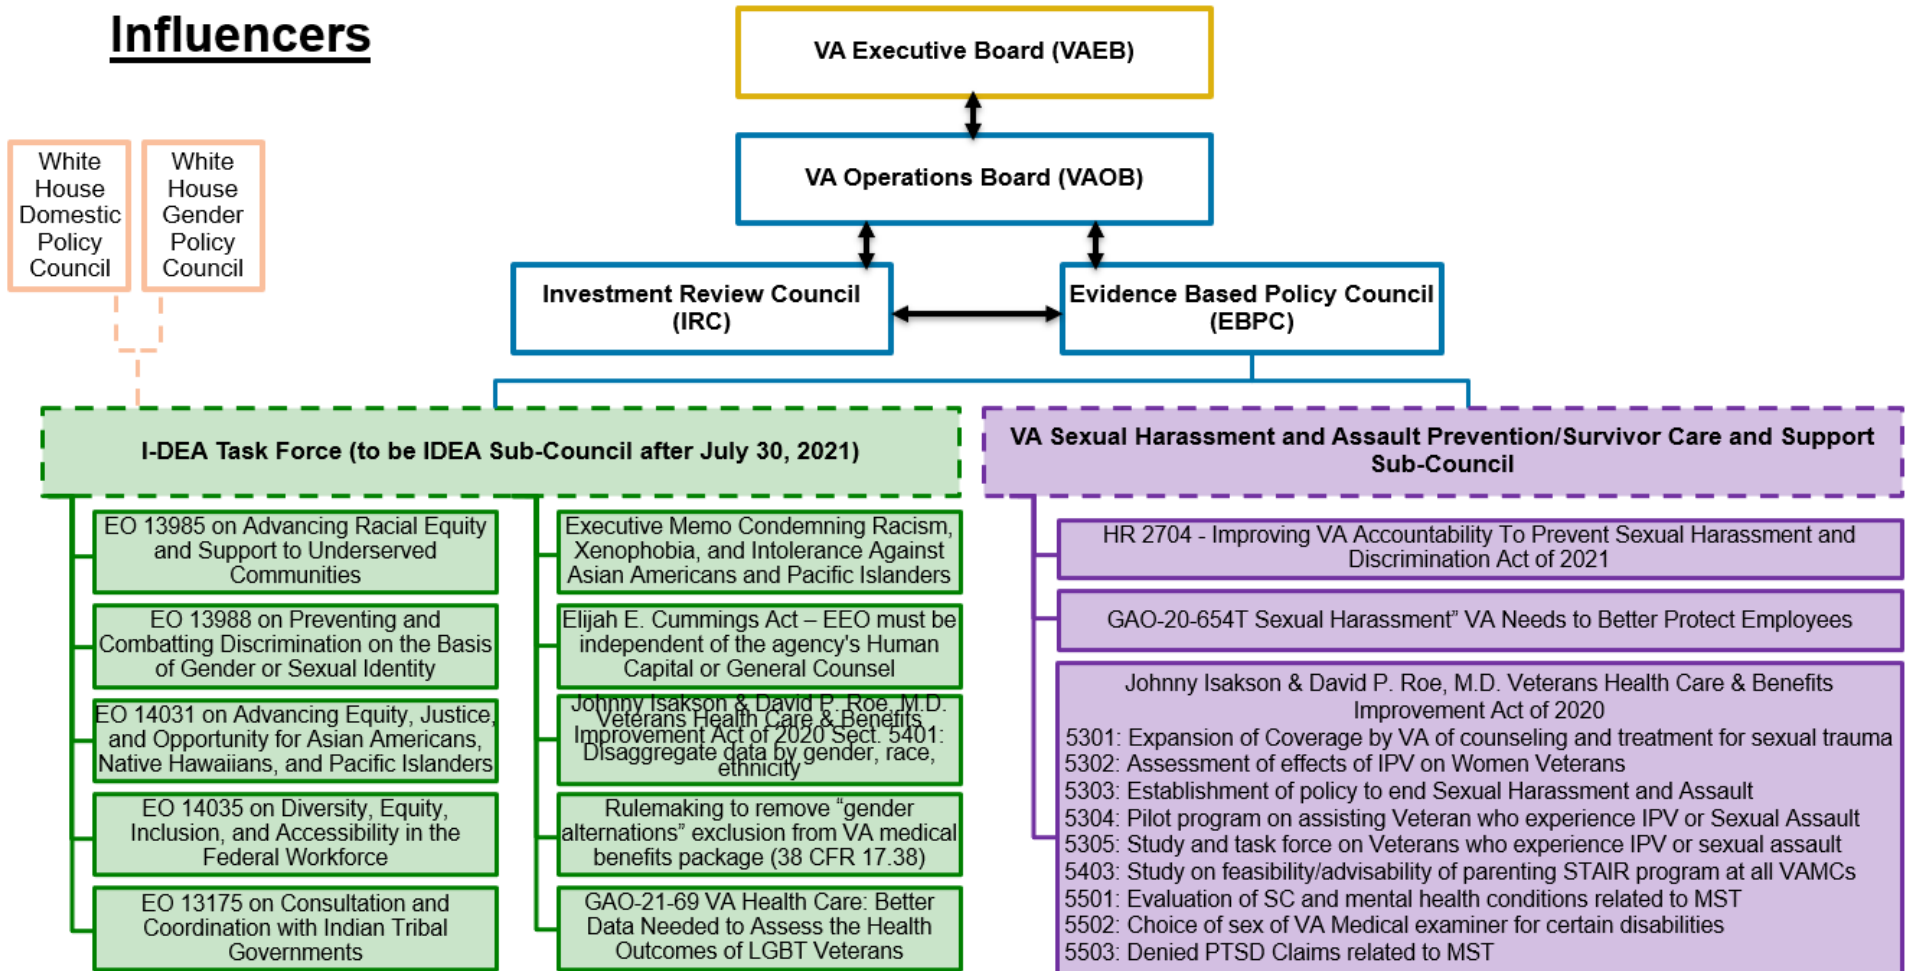 Influencers
VA Executive Board (VAEB)
VA Operations Board (VAOB)
White
House
Domestic
Policy
Council
White
House
Gender
Policy
Council
Investment Review Council
(IRC)
Evidence Based Policy Council
(EBPC)
I-DEA Task Force (to be IDEA Sub-Council after July 30, 2021)
EO 13985 on Advancing Racial Equity
and Support to Underserved
Communities
EO 13988 on Preventing and
Combatting Discrimination on the Basis
of Gender or Sexual Identity
EO 14031 on Advancing Equity, Justice,
and Opportunity for Asian Americans,
Native Hawaiians, and Pacific Islanders
EO 14035 on Diversity, Equity,
Inclusion, and Accessibility in the
Federal Workforce
EO 13175 on Consultation and
Coordination with Indian Tribal
Governments
Executive Memo Condemning Racism,
Xenophobia, and Intolerance Against
Asian Americans and Pacific Islanders
Elijah E. Cummings Act – EEO must be
independent of the agency's Human
Capital or General Counsel
Johnny Isakson & David P. Roe, M.D.
Veterans Health Care & Benefits
Improvement Act of 2020 Sect. 5401:
Disaggregate data by gender, race,
ethnicity
Rulemaking to remove “gender
alternations” exclusion from VA medical
benefits package (38 CFR 17.38)
GAO-21-69 VA Health Care: Better
Data Needed to Assess the Health
Outcomes of LGBT Veterans
VA Sexual Harassment and Assault Prevention/Survivor Care and Support
Sub-Council
HR 2704 - Improving VA Accountability To Prevent Sexual Harassment and
Discrimination Act of 2021
GAO-20-654T Sexual Harassment” VA Needs to Better Protect Employees
Johnny Isakson & David P. Roe, M.D. Veterans Health Care & Benefits
Improvement Act of 2020
5301: Expansion of Coverage by VA of counseling and treatment for sexual trauma
5302: Assessment of effects of IPV on Women Veterans
5303: Establishment of policy to end Sexual Harassment and Assault
5304: Pilot program on assisting Veteran who experience IPV or Sexual Assault
5305: Study and task force on Veterans who experience IPV or sexual assault
5403: Study on feasibility/advisability of parenting STAIR program at all VAMCs
5501: Evaluation of SC and mental health conditions related to MST
5502: Choice of sex of VA Medical examiner for certain disabilities
5503: Denied PTSD Claims related to MST